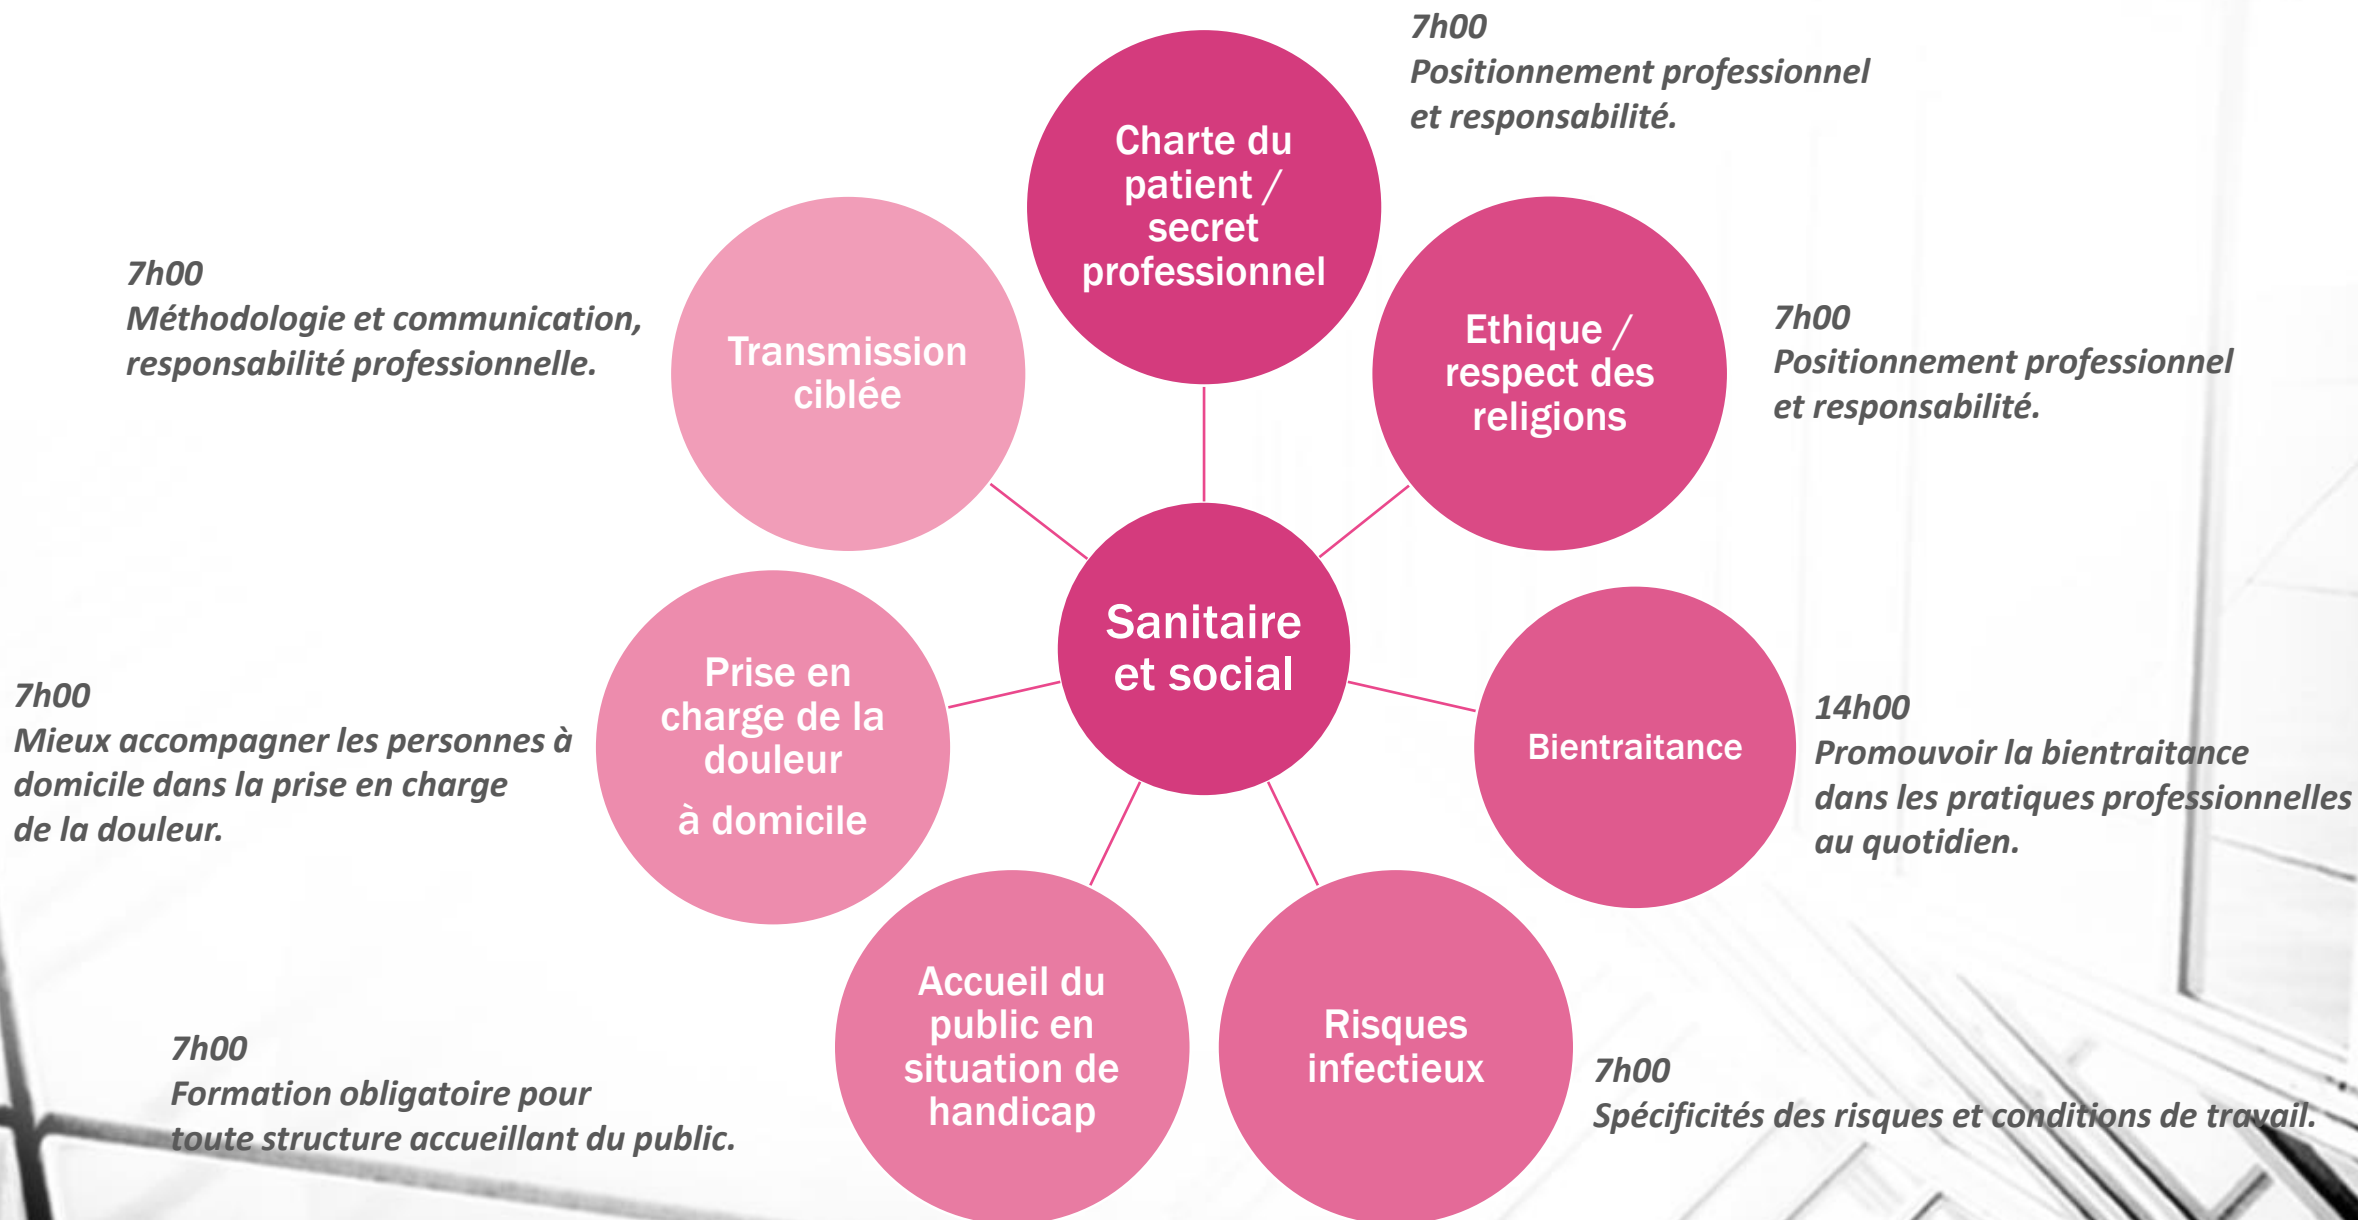 7h00
Positionnement professionnel
et responsabilité.
Charte du
patient /
secret
professionnel
7h00
Méthodologie et communication,
responsabilité professionnelle.
Transmission
ciblée
Ethique /
respect des
religions
7h00
Positionnement professionnel
et responsabilité.
Sanitaire
et social
7h00
Mieux accompagner les personnes à
domicile dans la prise en charge
de la douleur.
Prise en
charge de la
douleur
à domicile
Bientraitance
14h00
Promouvoir la bientraitance
dans les pratiques professionnelles
au quotidien.
7h00
Formation obligatoire pour
toute structure accueillant du public.
Accueil du
public en
situation de
handicap
Risques
infectieux
7h00
Spécificités des risques et conditions de travail.